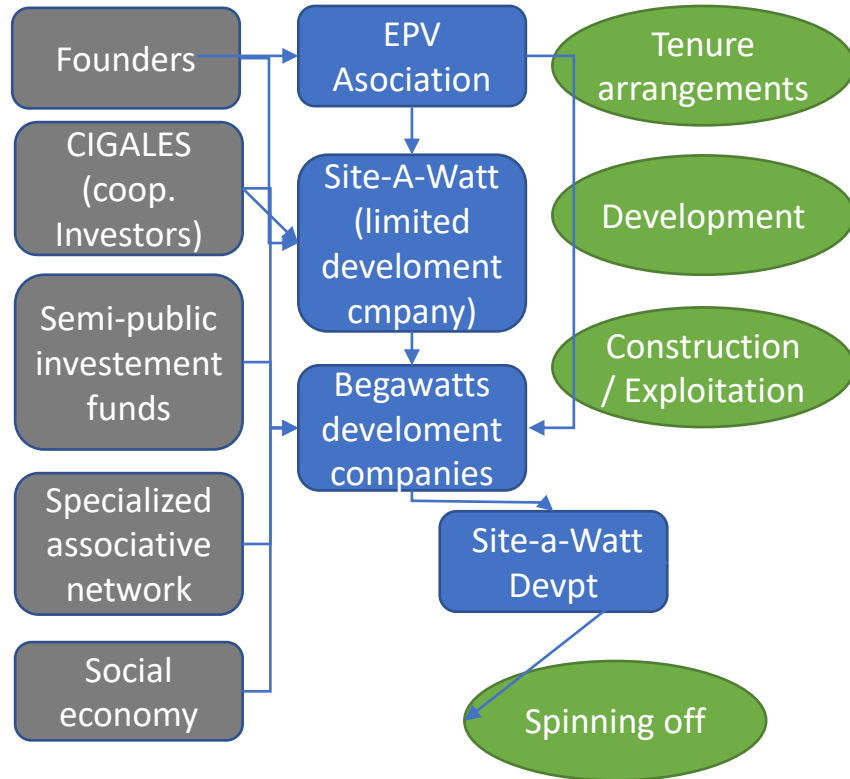 Founders
EPV
Asociation
Tenure
arrangements
CIGALES
(coop.
Investors)
Site-A-Watt
(limited
develoment
cmpany)
Development
Semi-public
investement
funds
Begawatts
develoment
companies
Construction
/ Exploitation
Specialized
associative
network
Site-a-Watt
Devpt
Social
economy
Spinning off